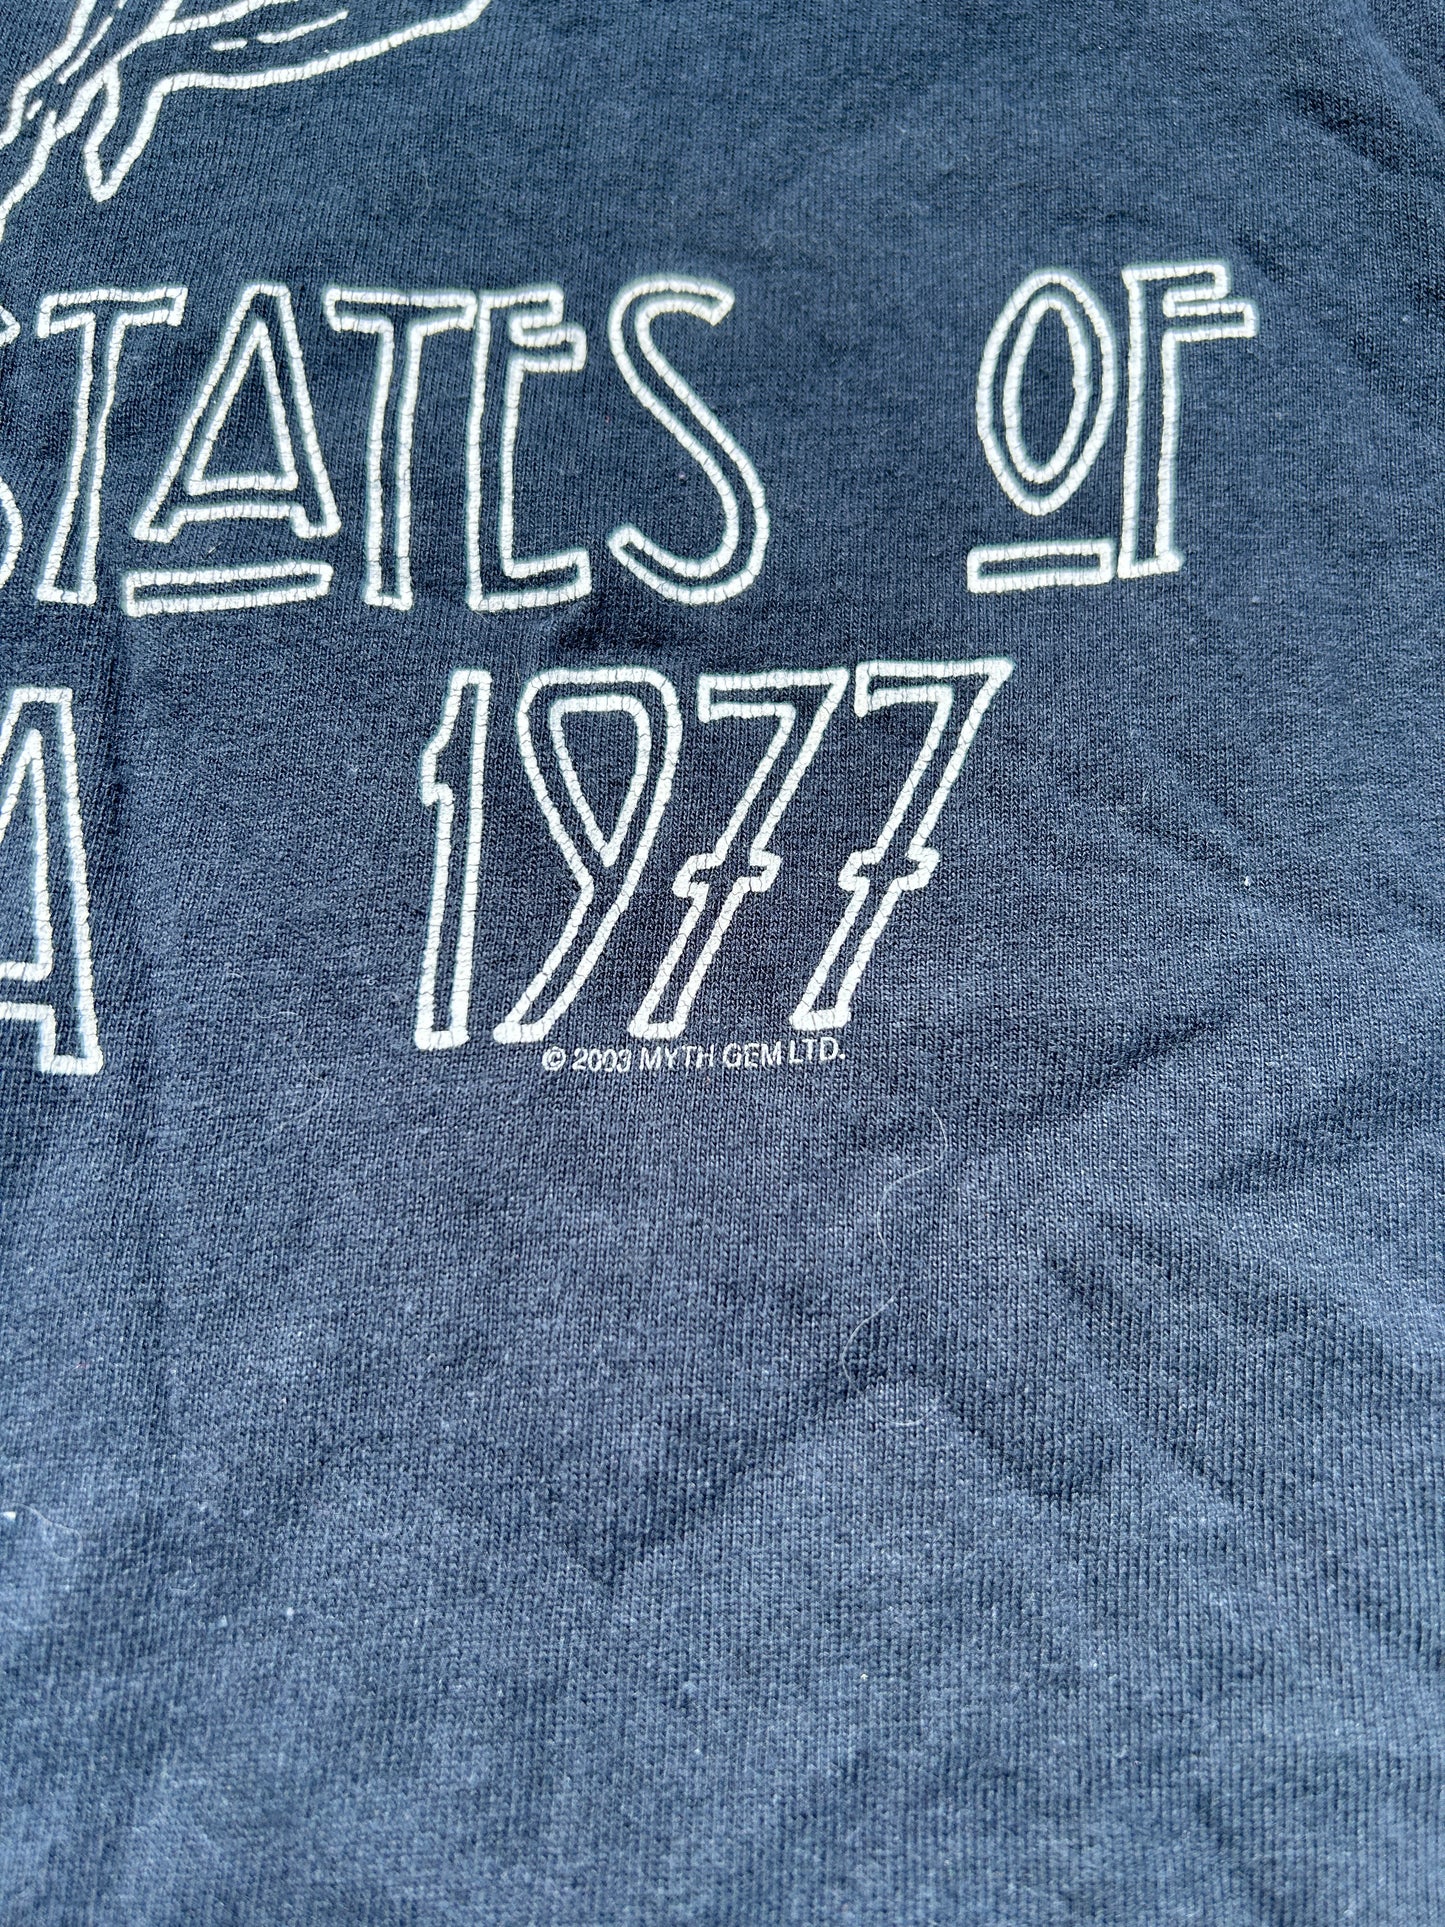 STATES OF
A 1977
© 2003 MYTH GEM LTD.